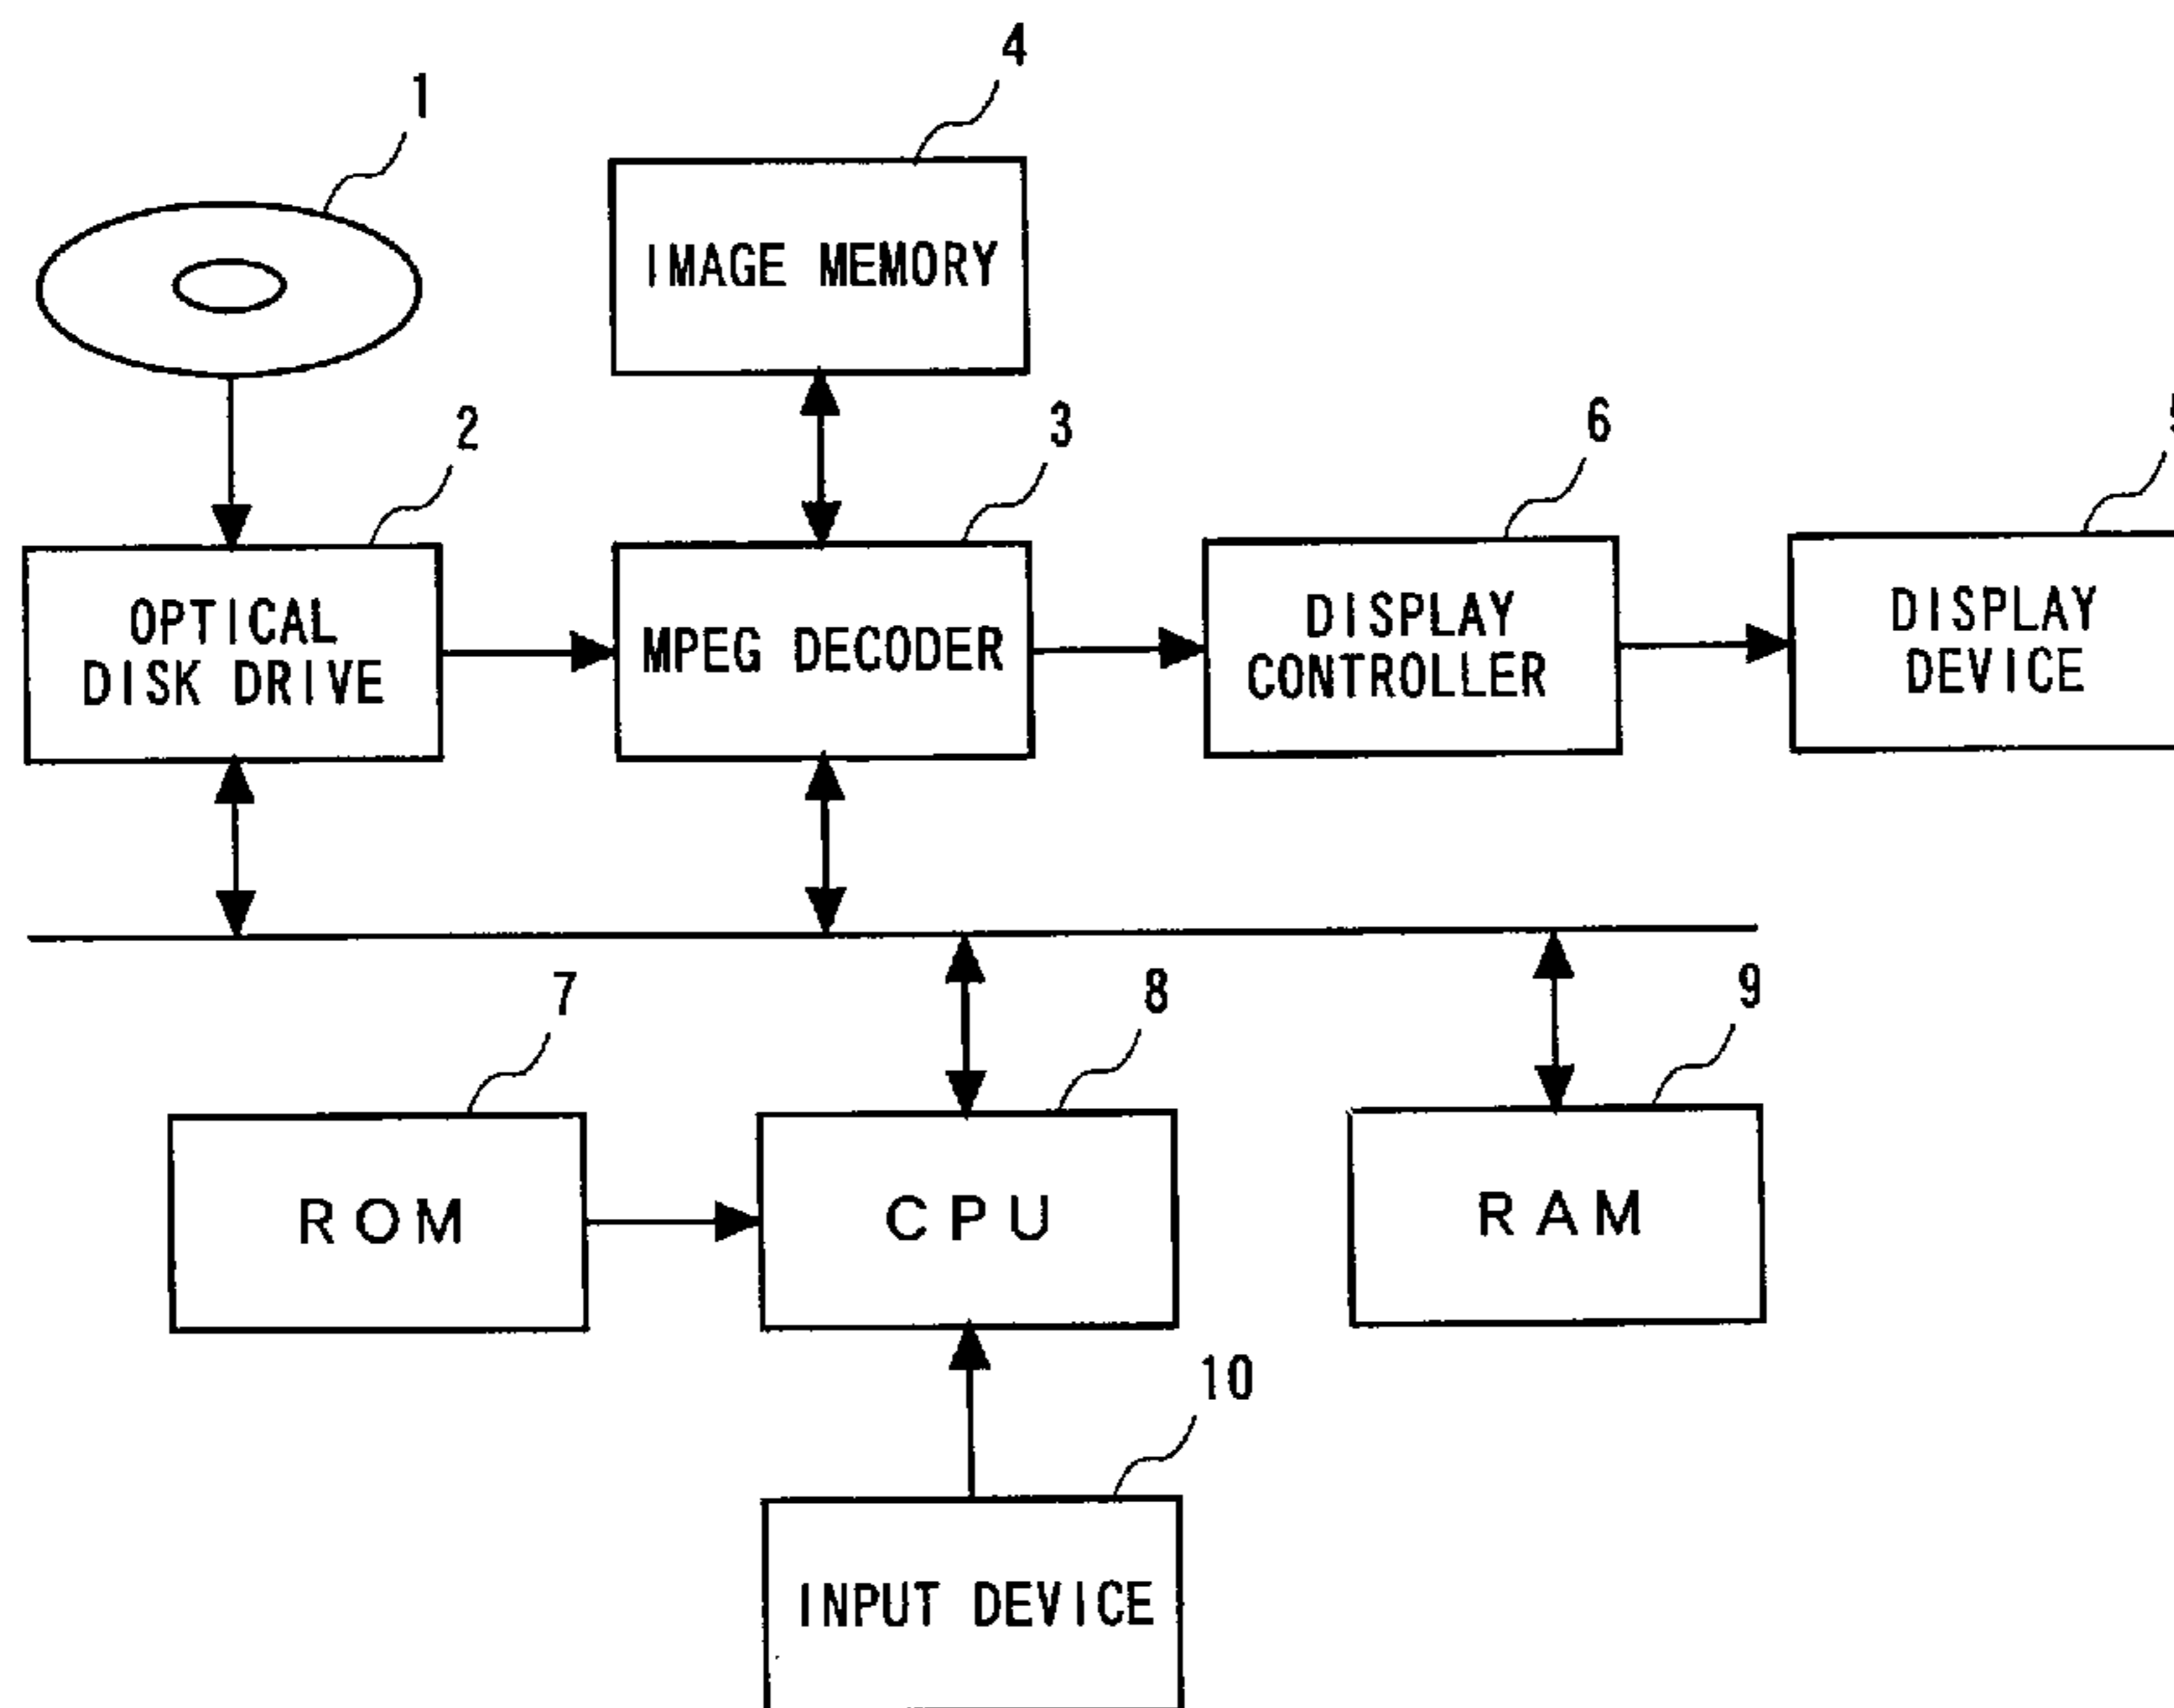 4
1
IMAGE MEMORY
2
3
6
OPTICAL
DISK DRIVE
MPEG DECODER
DISPLAY
CONTROLLER
DISPLAY
DEVICE
7
8
9
ROM
CPU
RAM
10
INPUT DEVICE